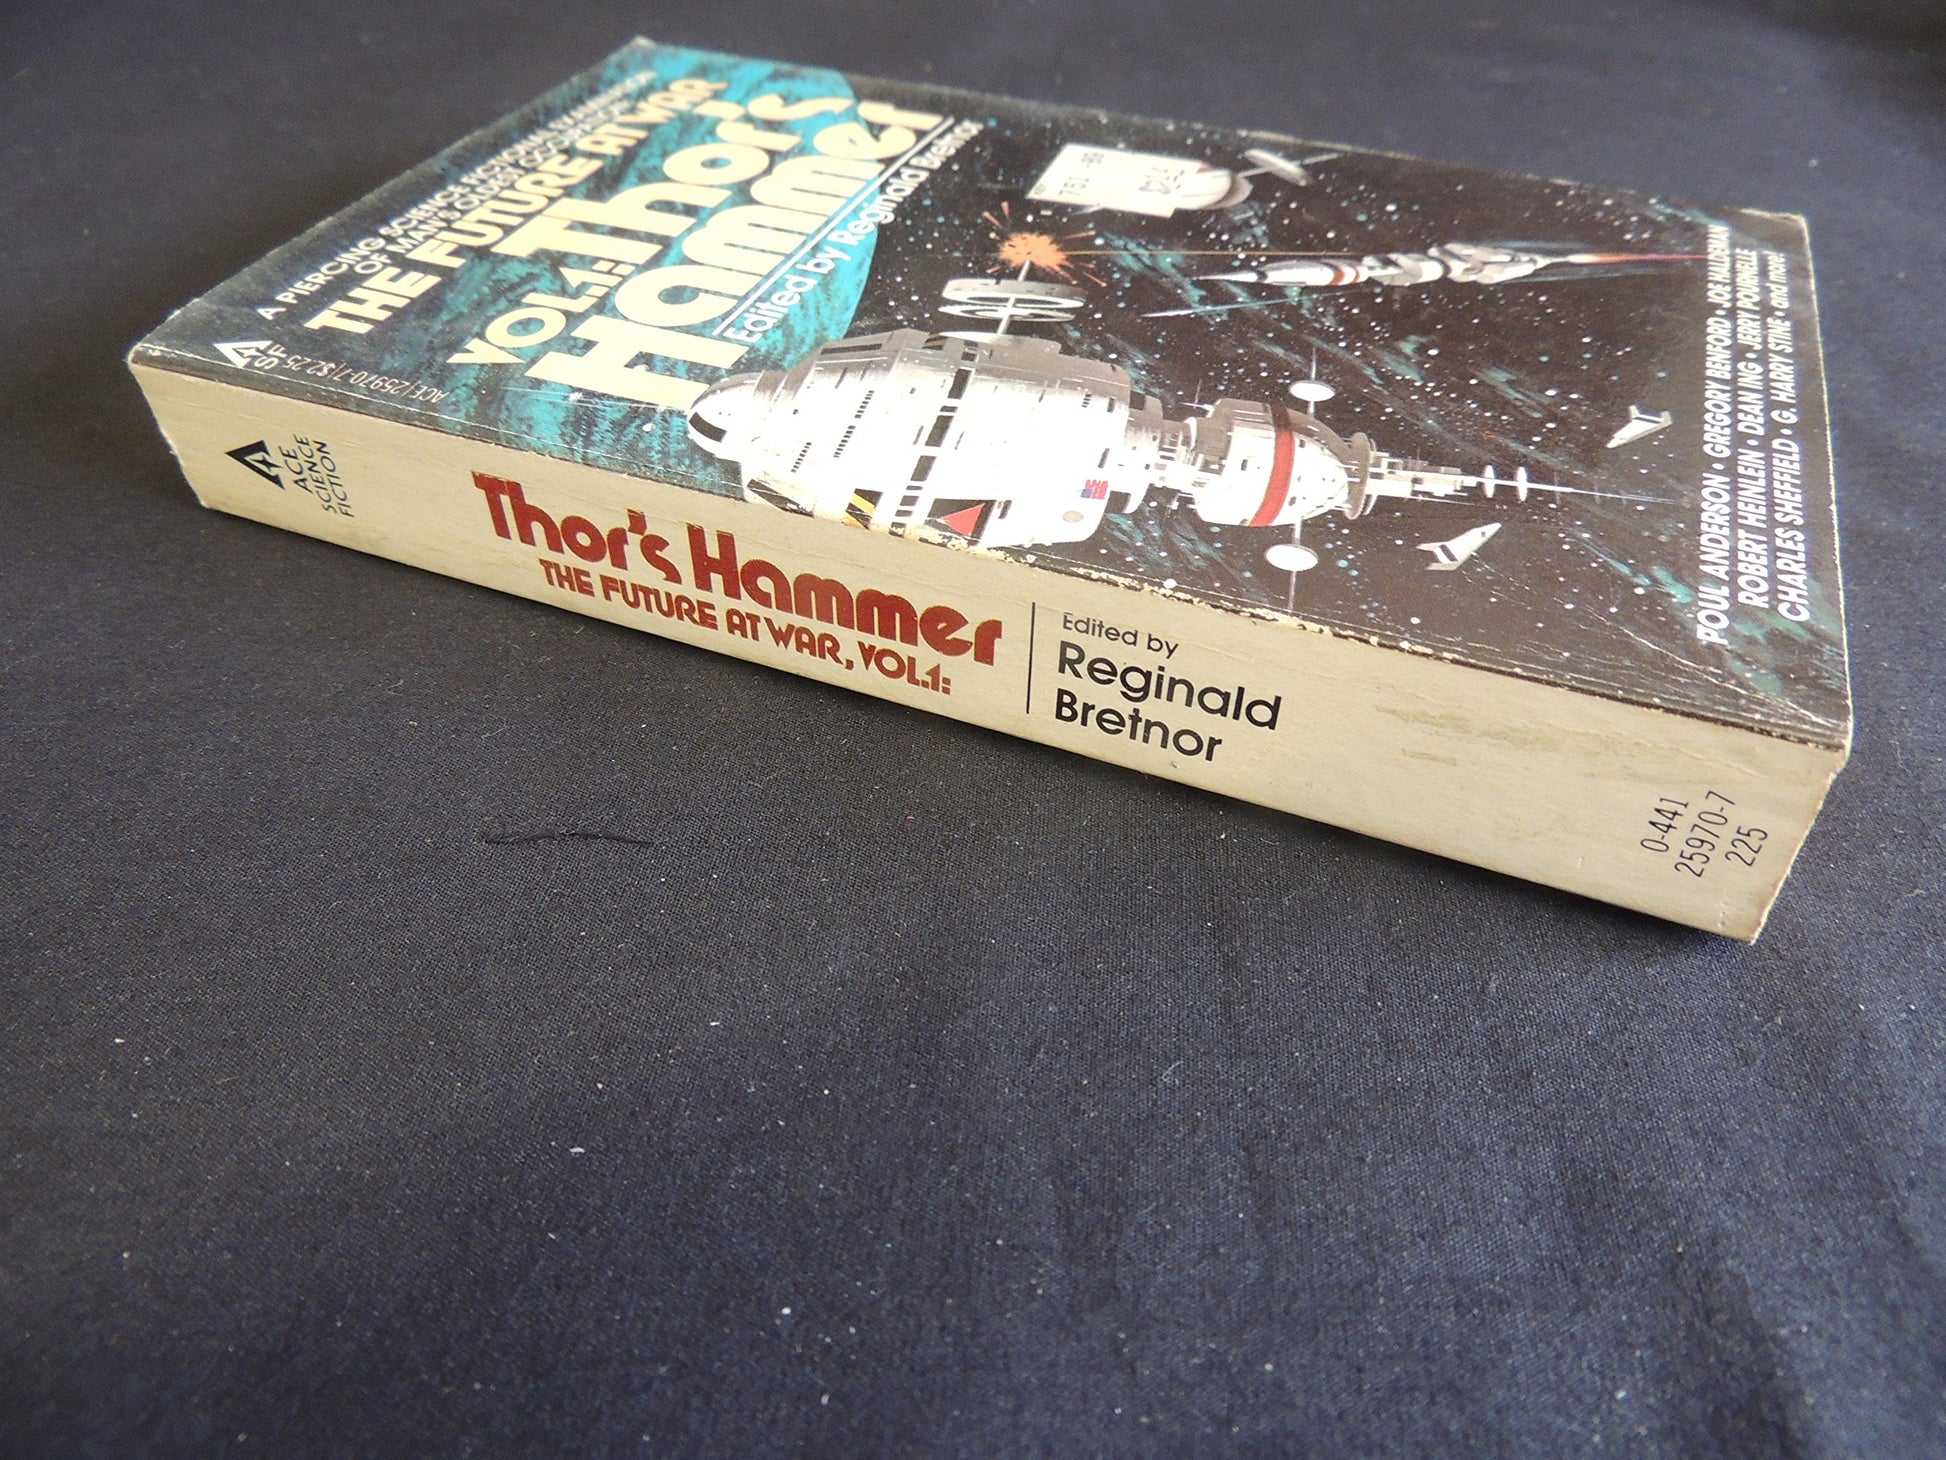 A PIERCING SCIENCE FICTIONAL
OF MAN'S OLDEST
THE FUTURE AT WAR
VOL.1: Thor's
Hammer
Edited by Reginald Bretnor
ACE | 25970-7 | $2.25
POUL ANDERSON • GREGORY BENFORD • JOE HALDEMAN
ROBERT HEINLEIN • DEAN ING • JERRY POURNELLE
CHARLES SHEFFIELD • G. HARRY STINE • and more!
ACE
SCIENCE
FICTION
Thor's Hammer
THE FUTURE AT WAR, VOL.1:
Edited by
Reginald
Bretnor
0-441
25970-7
225